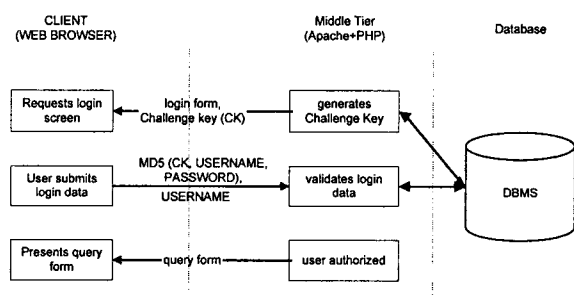 CLIENT
(WEB BROWSER)
Middle Tier
(Apache+PHP)
Database
Requests login
screen
login form,
Challenge key (CK)
generates
Challenge Key
User submits
login data
MD5 (CK, USERNAME,
PASSWORD),
USERNAME
validates login
data
DBMS
Presents query
form
query form
user authorized